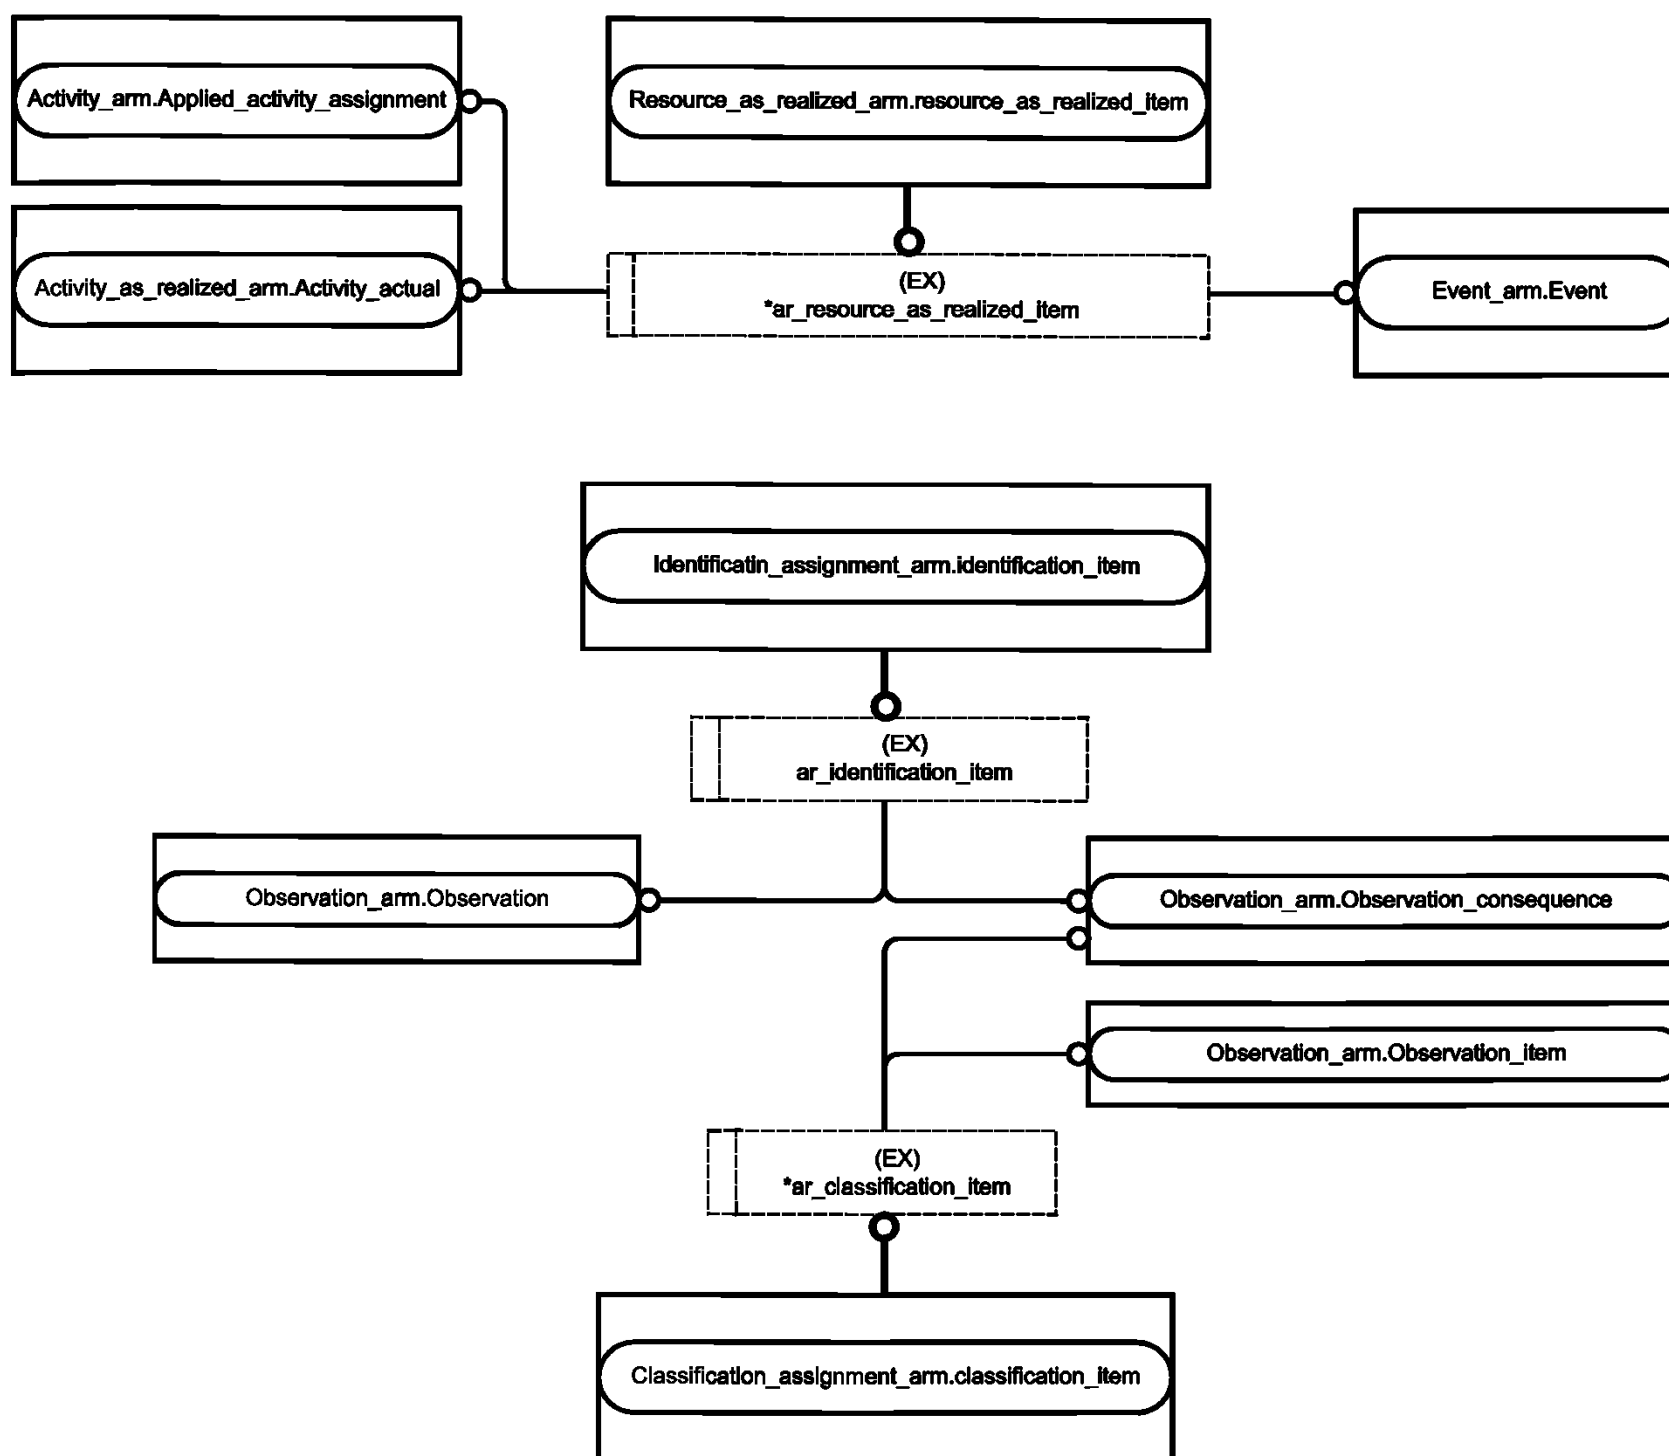 Activity_arm.Applied_activity_assignment
Resource_as_realized_arm.resource_as_realized_item
Activity_as_realized_arm.Activity_actual
(EX)
*ar_resource_as_realized_item
Event_arm.Event
Identificatin_assignment_arm.identification_item
(EX)
ar_identification_item
Observation_arm.Observation
Observation_arm.Observation_consequence
Observation_arm.Observation_item
(EX)
*ar_classification_item
Classification_assignment_arm.classification_item